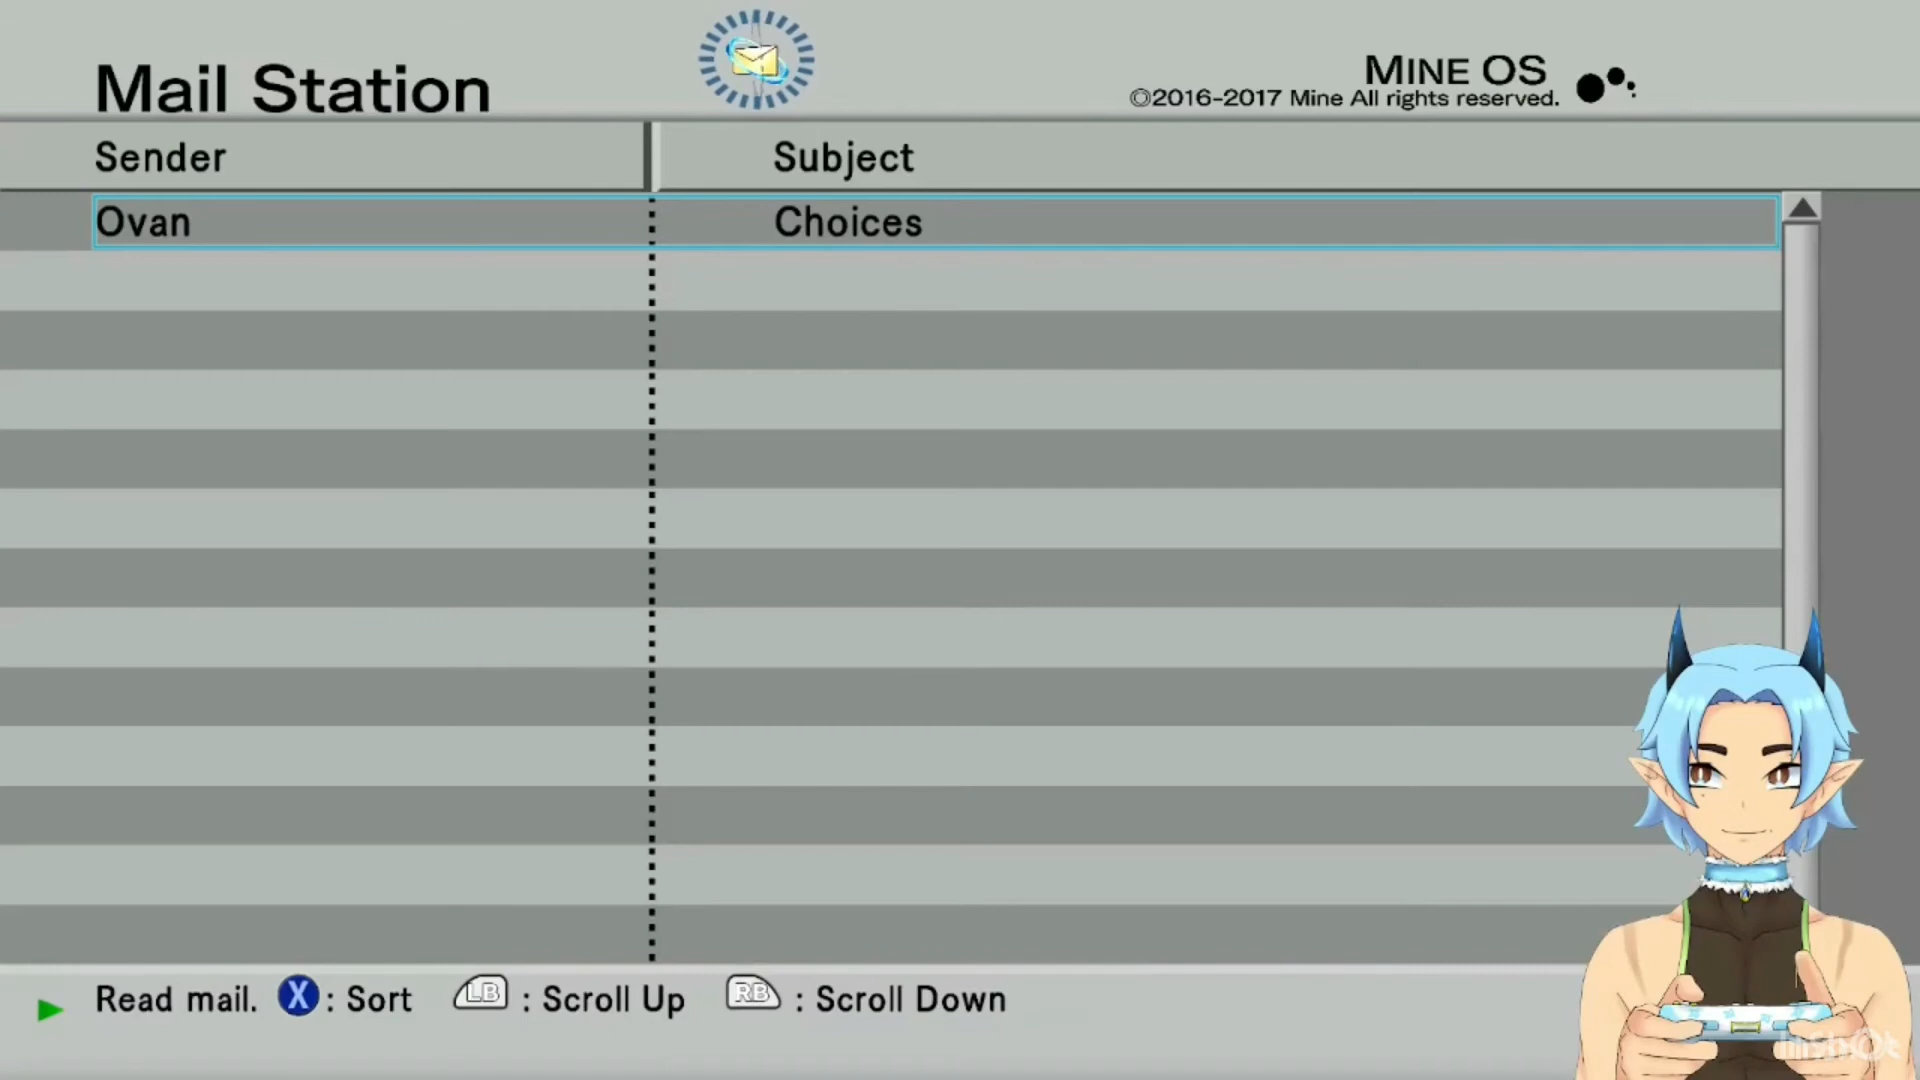 Mail Station
MINE OS
©2016-2017 Mine All rights reserved.
Sender Subject
Ovan Choices
Read mail. X : Sort LB : Scroll Up RB : Scroll Down
InShOt